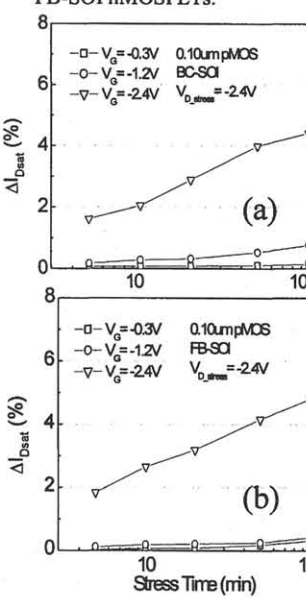 FB-SOI nMOSFETs.
8
V_G= -0.3V 0.10um pMOS
V_G= -1.2V BC-SOI
V_G= -2.4V V_D_stress= -2.4V
6
ΔI_Dsat (%)
4
2
(a)
0
10
8
V_G= -0.3V 0.10um pMOS
V_G= -1.2V FB-SOI
V_G= -2.4V V_D_stress= -2.4V
6
ΔI_Dsat (%)
4
2
(b)
0
10
Stress Time (min)